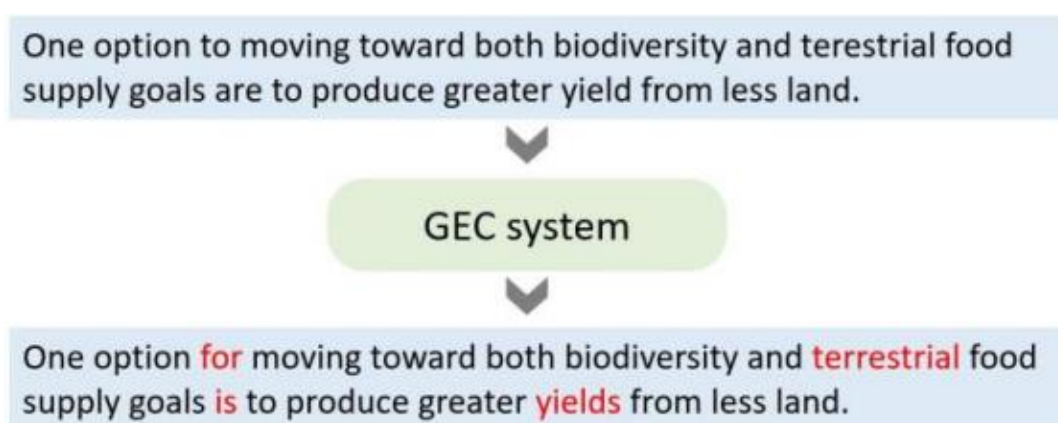 One option to moving toward both biodiversity and terestrial food
supply goals are to produce greater yield from less land.
GEC system
One option for moving toward both biodiversity and terrestrial food
supply goals is to produce greater yields from less land.